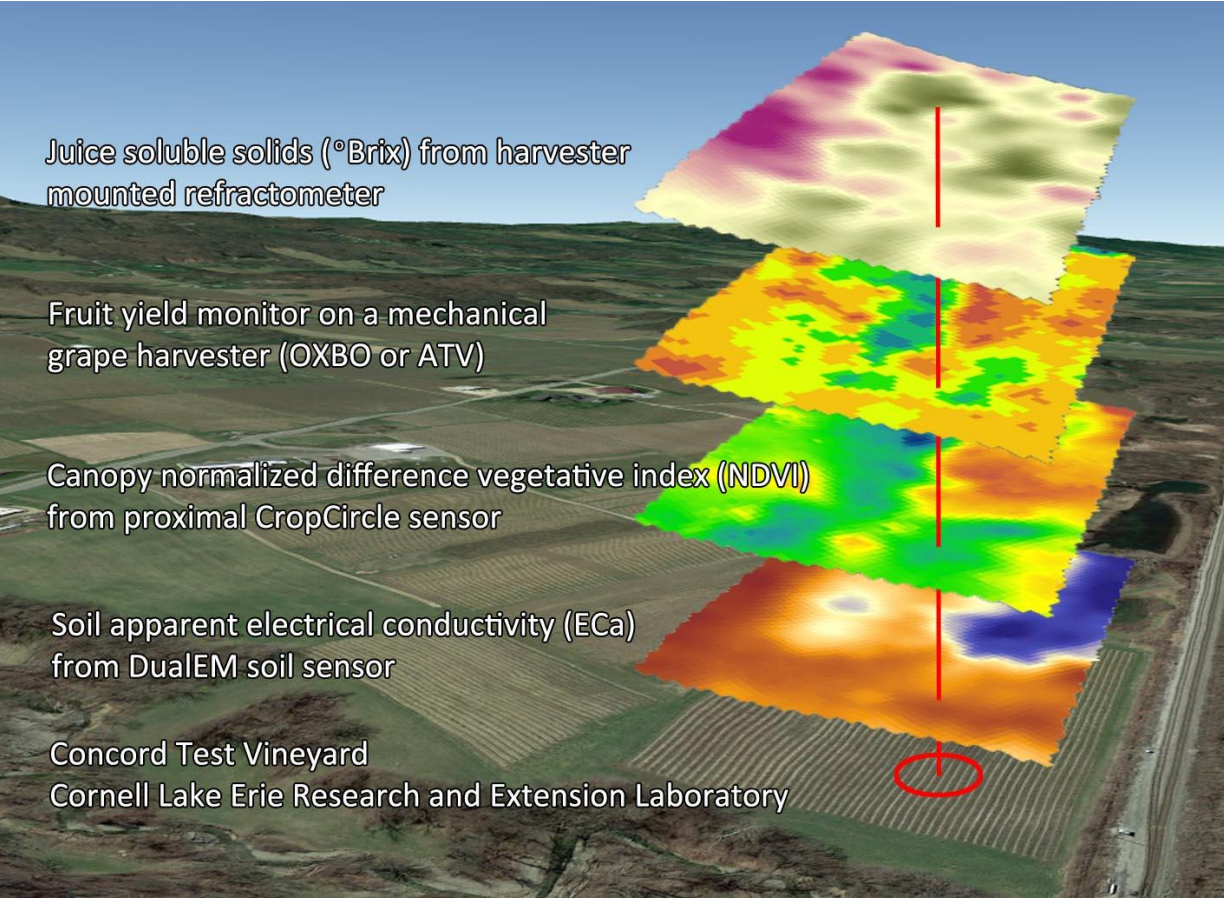 Juice soluble solids (°Brix) from harvester
mounted refractometer
Fruit yield monitor on a mechanical
grape harvester (OXBO or ATV)
Canopy normalized difference vegetative index (NDVI)
from proximal CropCircle sensor
Soil apparent electrical conductivity (ECa)
from DualEM soil sensor
Concord Test Vineyard
Cornell Lake Erie Research and Extension Laboratory